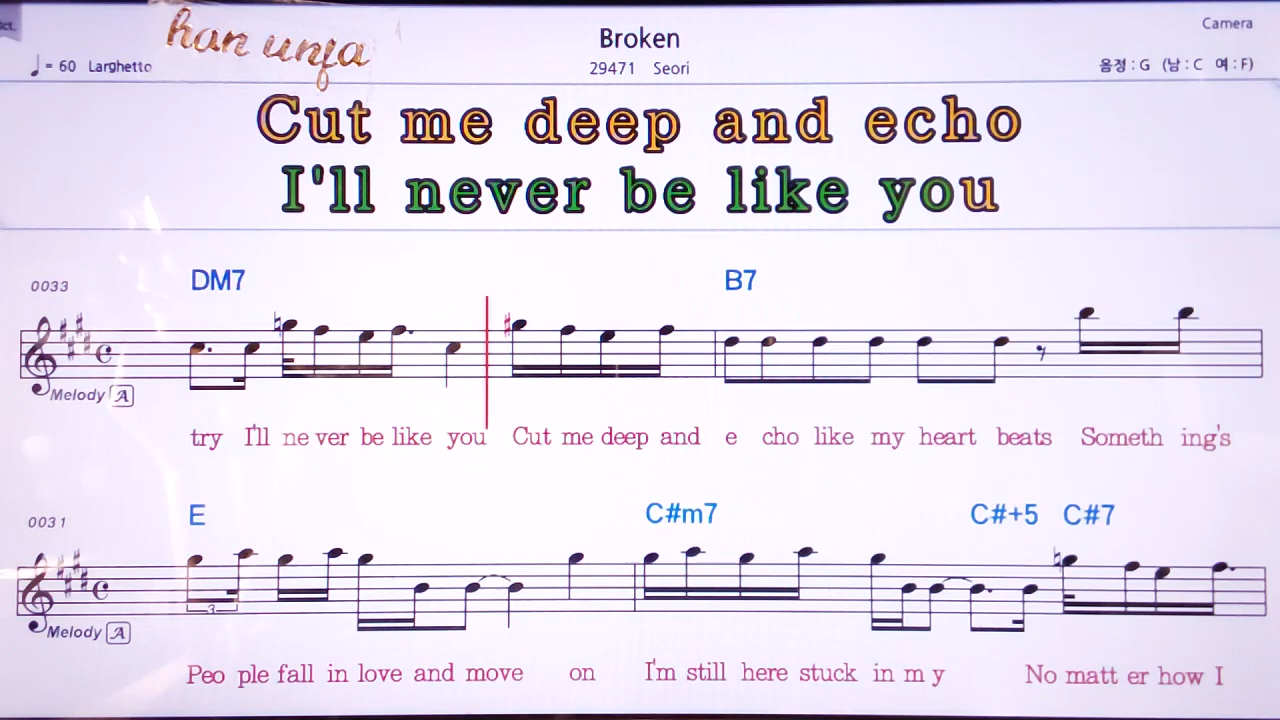 han unfa
Broken
Camera
♩= 60 Larghetto
29471 Seori
음정 : G (남 : C 여 : F)
Cut me deep and echo
I'll never be like you
0033
DM7
B7
Melody A
try I'll ne ver be like you Cut me deep and e cho like my heart beats Someth ing's
0031
E
C#m7
C#+5 C#7
3
Melody A
Peo ple fall in love and move on I'm still here stuck in m y No matt er how I